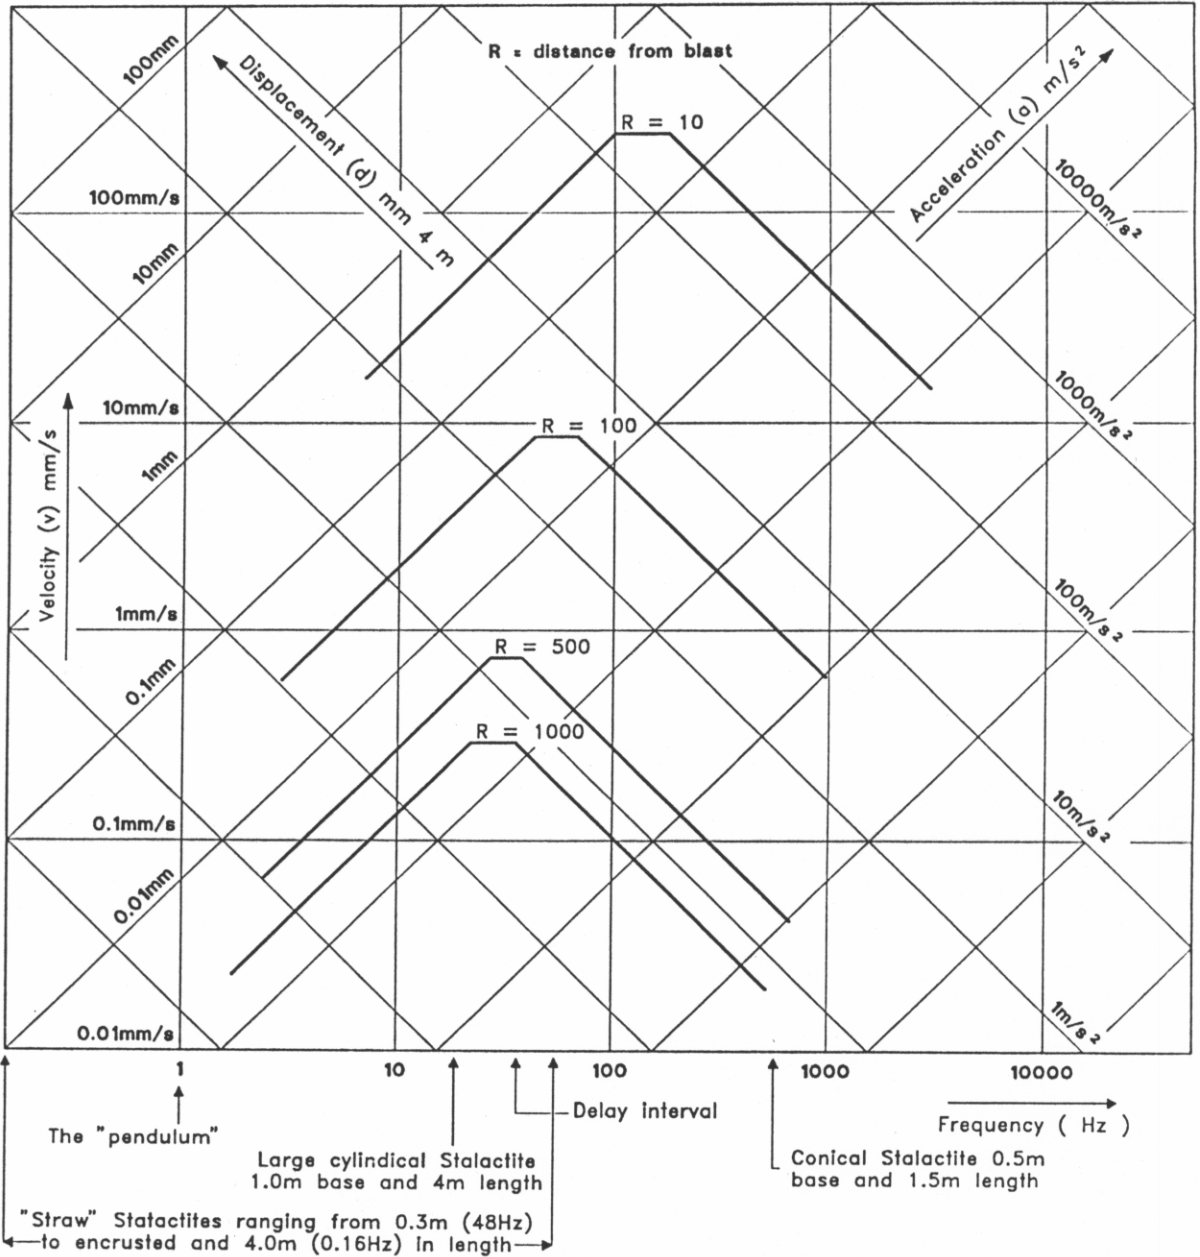 R = distance from blast
100mm
Displacement (d) mm 4 m
Acceleration (a) m/s²
R = 10
10000m/s²
100mm/s
10mm
1000m/s²
10mm/s
R = 100
1mm
Velocity (v) mm/s
100m/s²
1mm/s
R = 500
0.1mm
R = 1000
10m/s²
0.1mm/s
0.01mm
1m/s²
0.01mm/s
1 10 100 1000 10000
Delay interval
Frequency ( Hz )
The "pendulum"
Large cylindical Stalactite
1.0m base and 4m length
Conical Stalactite 0.5m
base and 1.5m length
"Straw" Statactites ranging from 0.3m (48Hz)
to encrusted and 4.0m (0.16Hz) in length